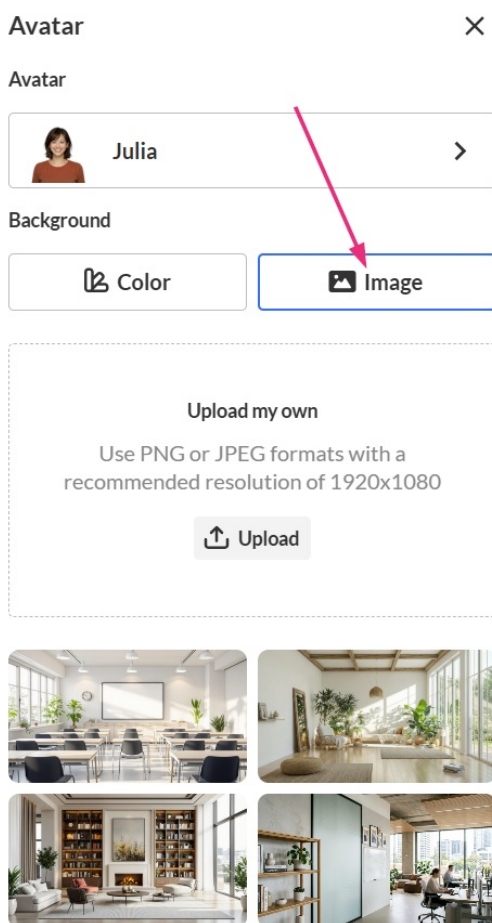 Avatar
Avatar
Julia
Background
Color
Image
Upload my own
Use PNG or JPEG formats with a
recommended resolution of 1920x1080
Upload